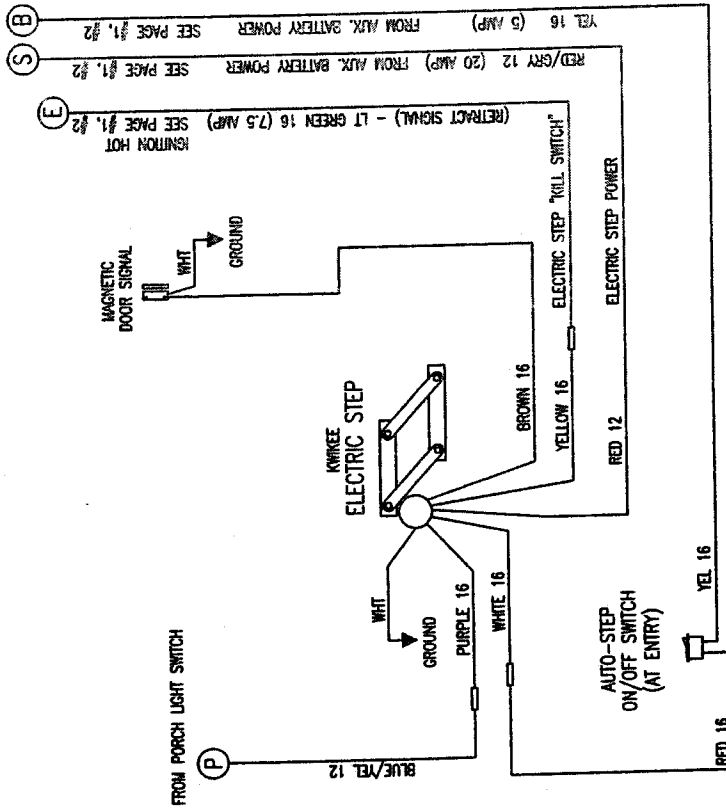 B
YEL 16 (5 AMP) FROM AUX. BATTERY POWER SEE PAGE #1, #2
S
RED/GRY 12 (20 AMP) FROM AUX. BATTERY POWER SEE PAGE #1, #2
E
(RETRACT SIGNAL) - LT GREEN 16 (7.5 AMP) SEE PAGE #1, #2
IGNITION HOT
MAGNETIC
DOOR SIGNAL
WHT
GROUND
ELECTRIC STEP "KILL SWITCH"
ELECTRIC STEP POWER
KWIKEE
ELECTRIC STEP
BROWN 16
YELLOW 16
RED 12
WHT
GROUND
PURPLE 16
WHITE 16
FROM PORCH LIGHT SWITCH
P
BLUE/YEL 12
AUTO-STEP
ON/OFF SWITCH
(AT ENTRY)
YEL 16
RED 16